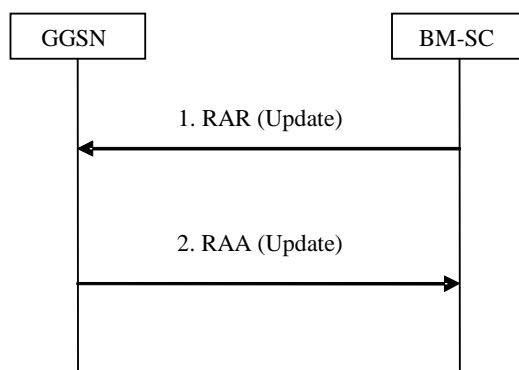 GGSN
BM-SC
1. RAR (Update)
2. RAA (Update)